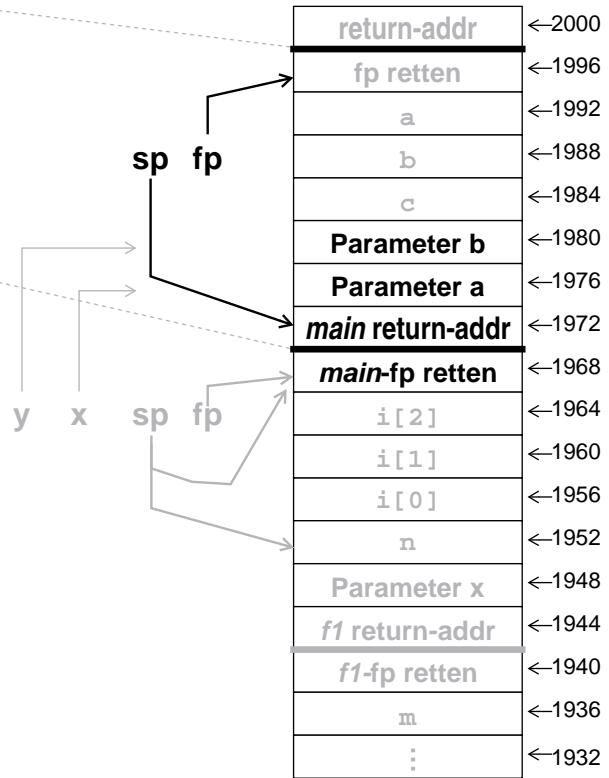 return-addr ←2000
fp retten ←1996
a ←1992
b ←1988
sp fp
c ←1984
Parameter b ←1980
Parameter a ←1976
main return-addr ←1972
main-fp retten ←1968
y x sp fp
i[2] ←1964
i[1] ←1960
i[0] ←1956
n ←1952
Parameter x ←1948
f1 return-addr ←1944
f1-fp retten ←1940
m ←1936
⋮ ←1932